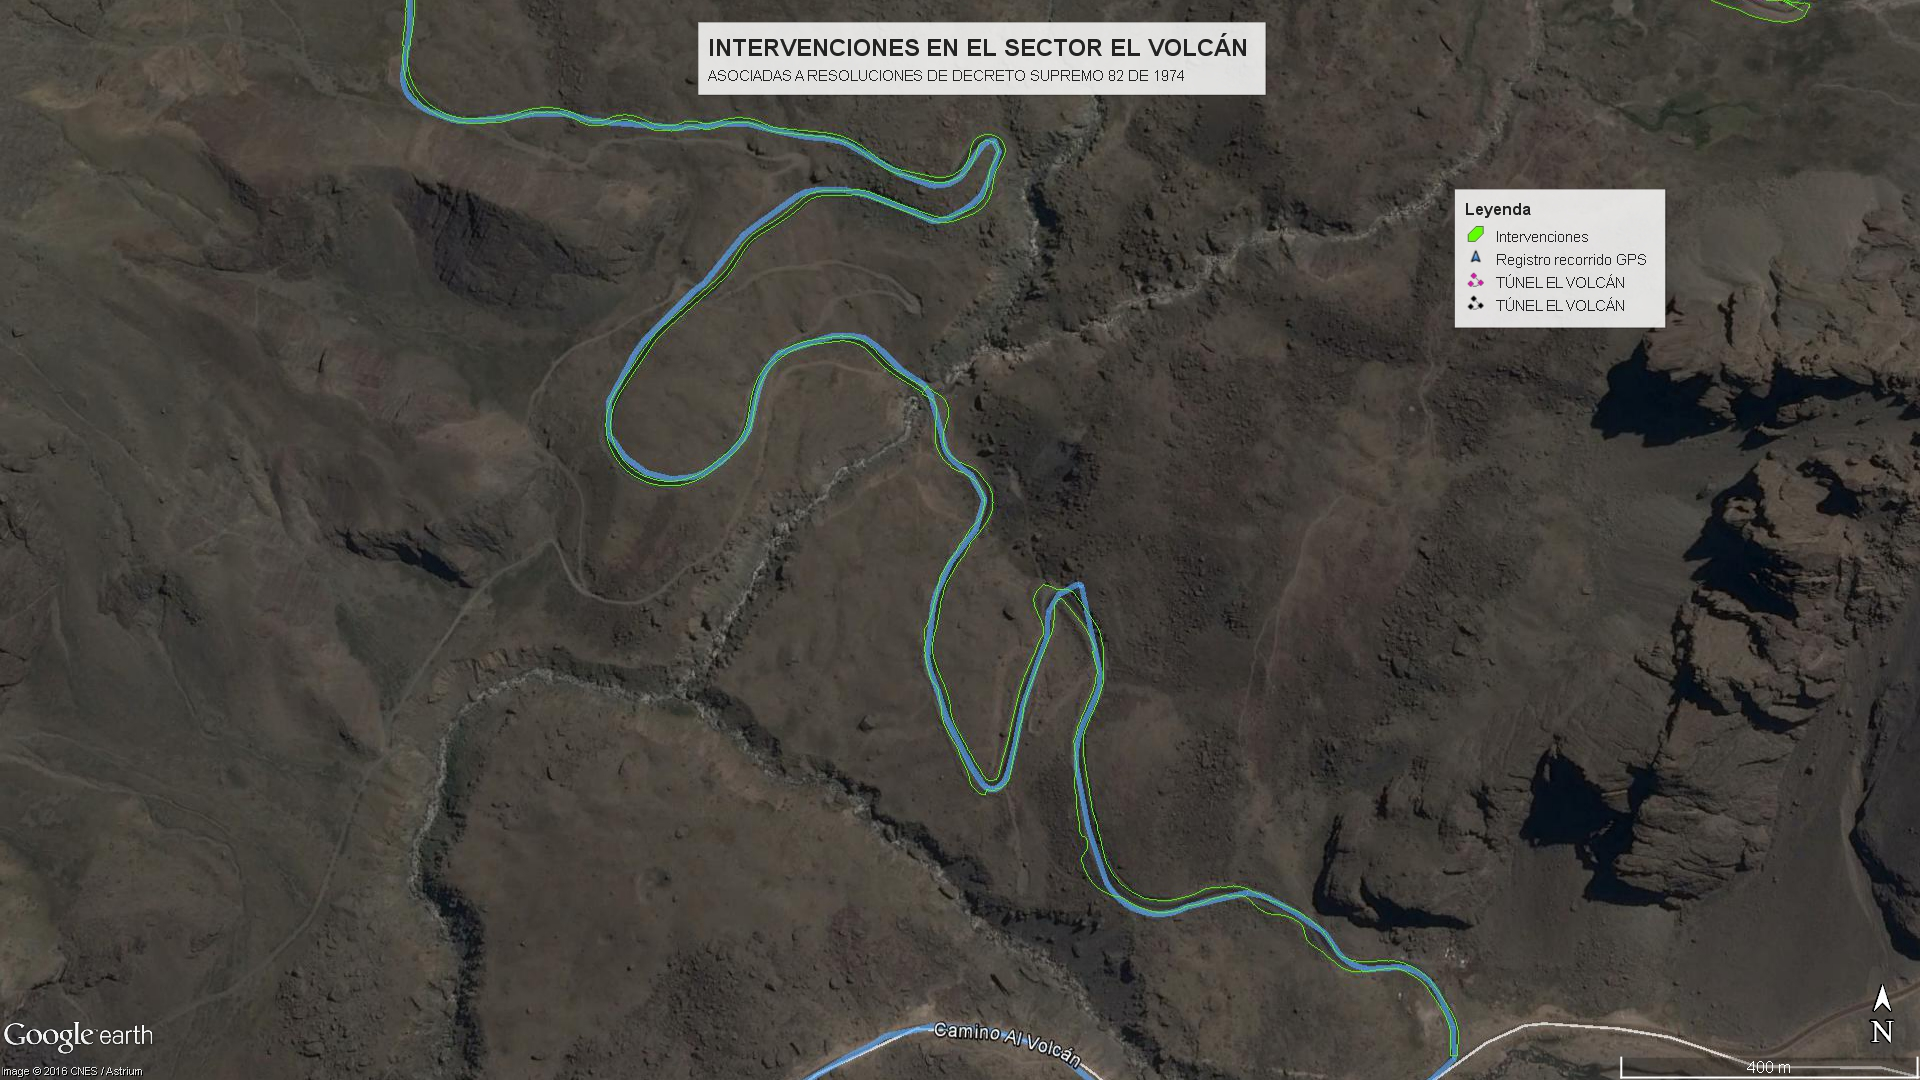 INTERVENCIONES EN EL SECTOR EL VOLCÁN
ASOCIADAS A RESOLUCIONES DE DECRETO SUPREMO 82 DE 1974
Leyenda
Intervenciones
Registro recorrido GPS
TÚNEL EL VOLCÁN
TÚNEL EL VOLCÁN
Camino Al Volcán
N
Google earth
Image © 2016 CNES / Astrium
400 m